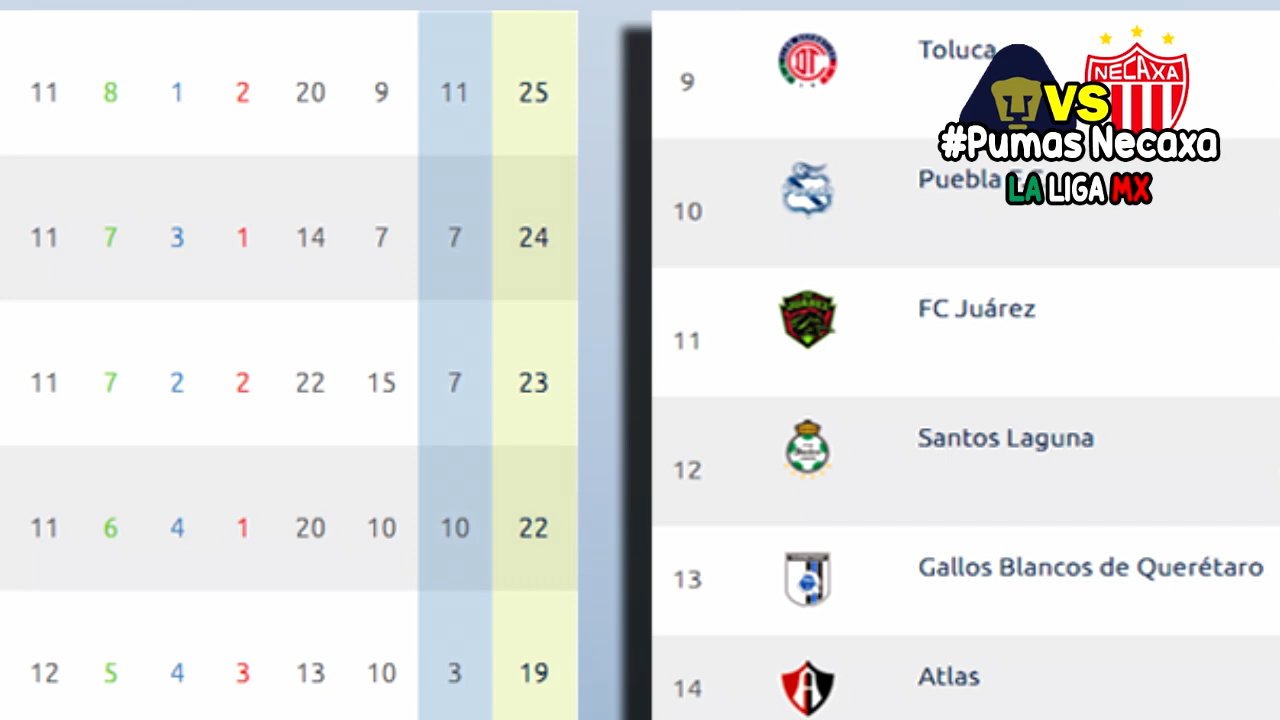 11 8 1 2 20 9 11 25
11 7 3 1 14 7 7 24
11 7 2 2 22 15 7 23
11 6 4 1 20 10 10 22
12 5 4 3 13 10 3 19
9 Toluca
NECAXA
VS
#Pumas Necaxa
10 Puebla
LA LIGA MX
11 FC Juárez
12 Santos Laguna
13 Gallos Blancos de Querétaro
14 Atlas